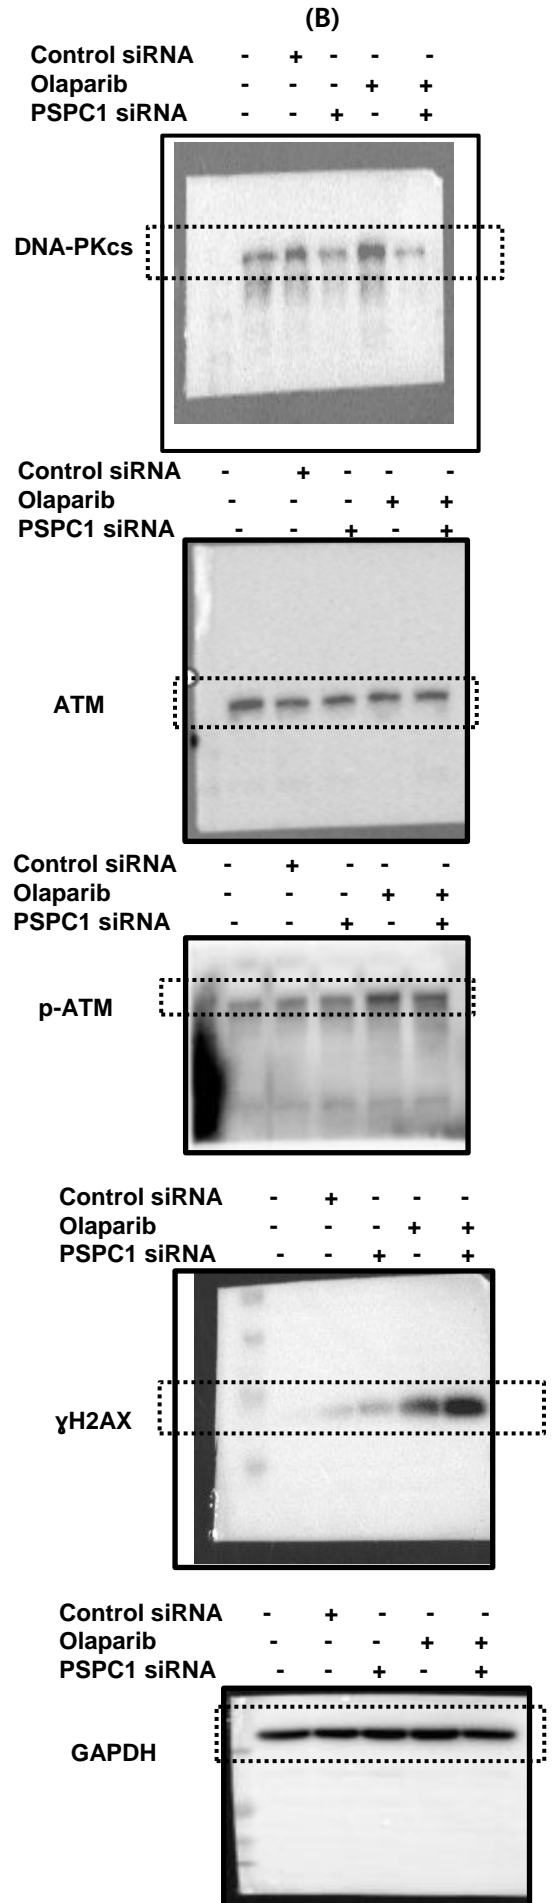 (B)
Control siRNA - + - - -
Olaparib - - - + +
PSPC1 siRNA - - + - +
DNA-PKcs
Control siRNA - + - - -
Olaparib - - - + +
PSPC1 siRNA - - + - +
ATM
Control siRNA - + - - -
Olaparib - - - + +
PSPC1 siRNA - - + - +
p-ATM
Control siRNA - + - - -
Olaparib - - - + +
PSPC1 siRNA - - + - +
ɣH2AX
Control siRNA - + - - -
Olaparib - - - + +
PSPC1 siRNA - - + - +
GAPDH